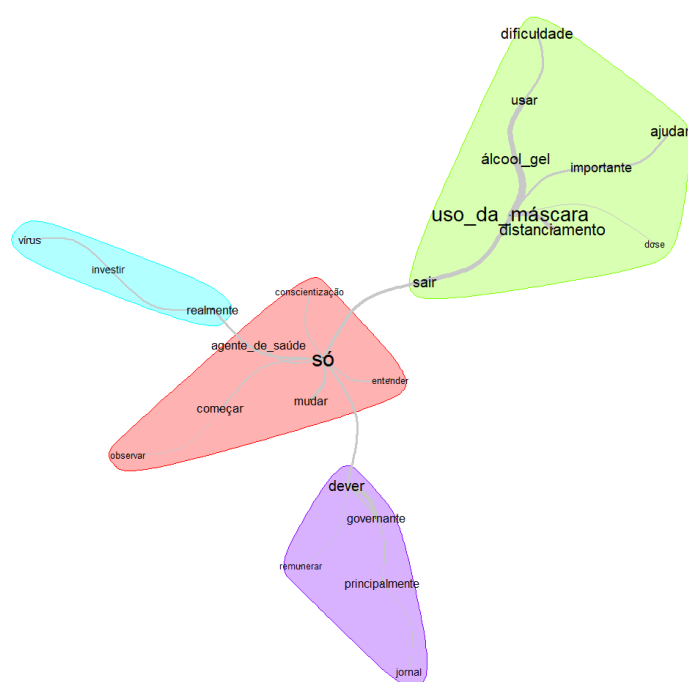 dificuldade
usar
ajudar
álcool_gel
importante
uso_da_máscara
distanciamento
dose
sair
vírus
investir
realmente
conscientização
agente_de_saúde
só
entender
começar
mudar
observar
dever
governante
remunerar
principalmente
jornal